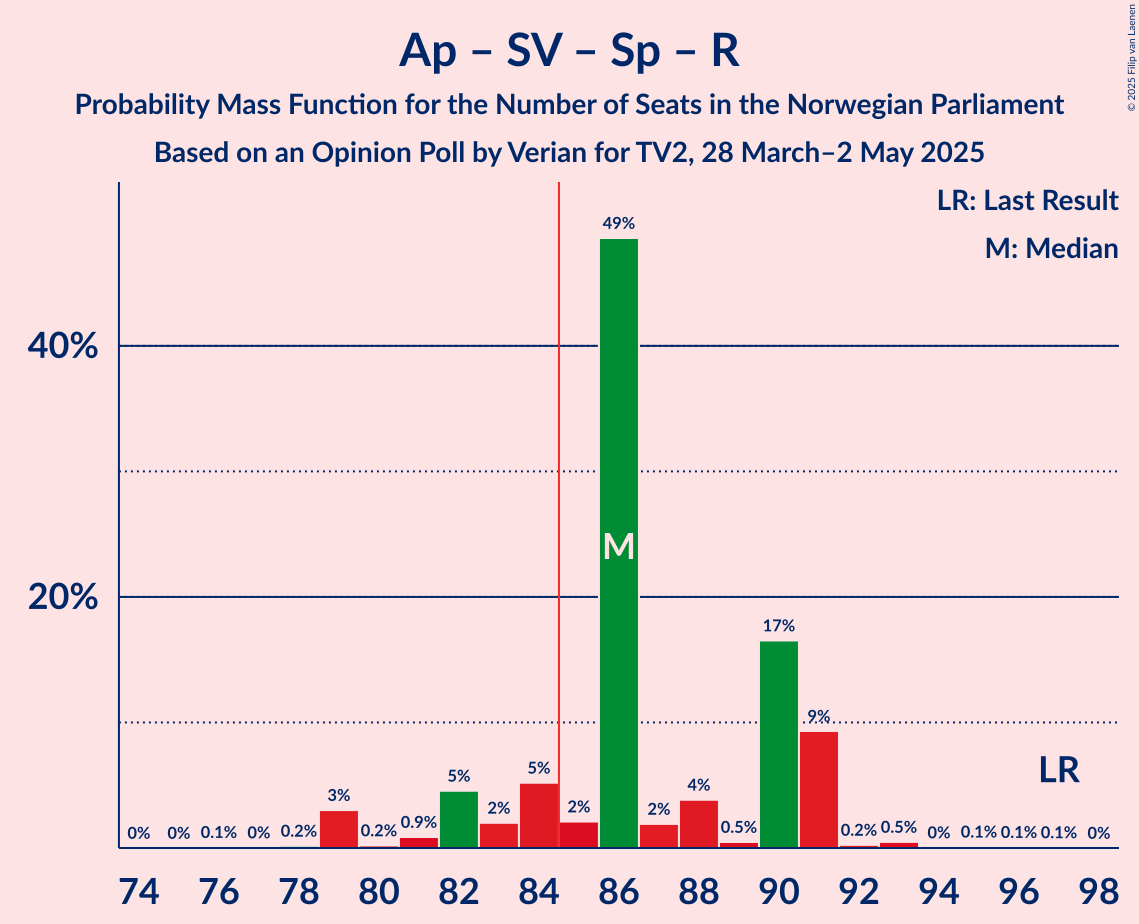 Ap – SV – Sp – R
Probability Mass Function for the Number of Seats in the Norwegian Parliament
Based on an Opinion Poll by Verian for TV2, 28 March–2 May 2025
© 2025 Filip van Laenen
LR: Last Result
M: Median
49%
40%
M
20%
17%
9%
LR
5%
5%
4%
3%
2%
2%
2%
0% 0% 0.1% 0% 0.2% 0.2% 0.9% 0.5% 0.2% 0.5% 0% 0.1% 0.1% 0.1% 0%
74 76 78 80 82 84 86 88 90 92 94 96 98